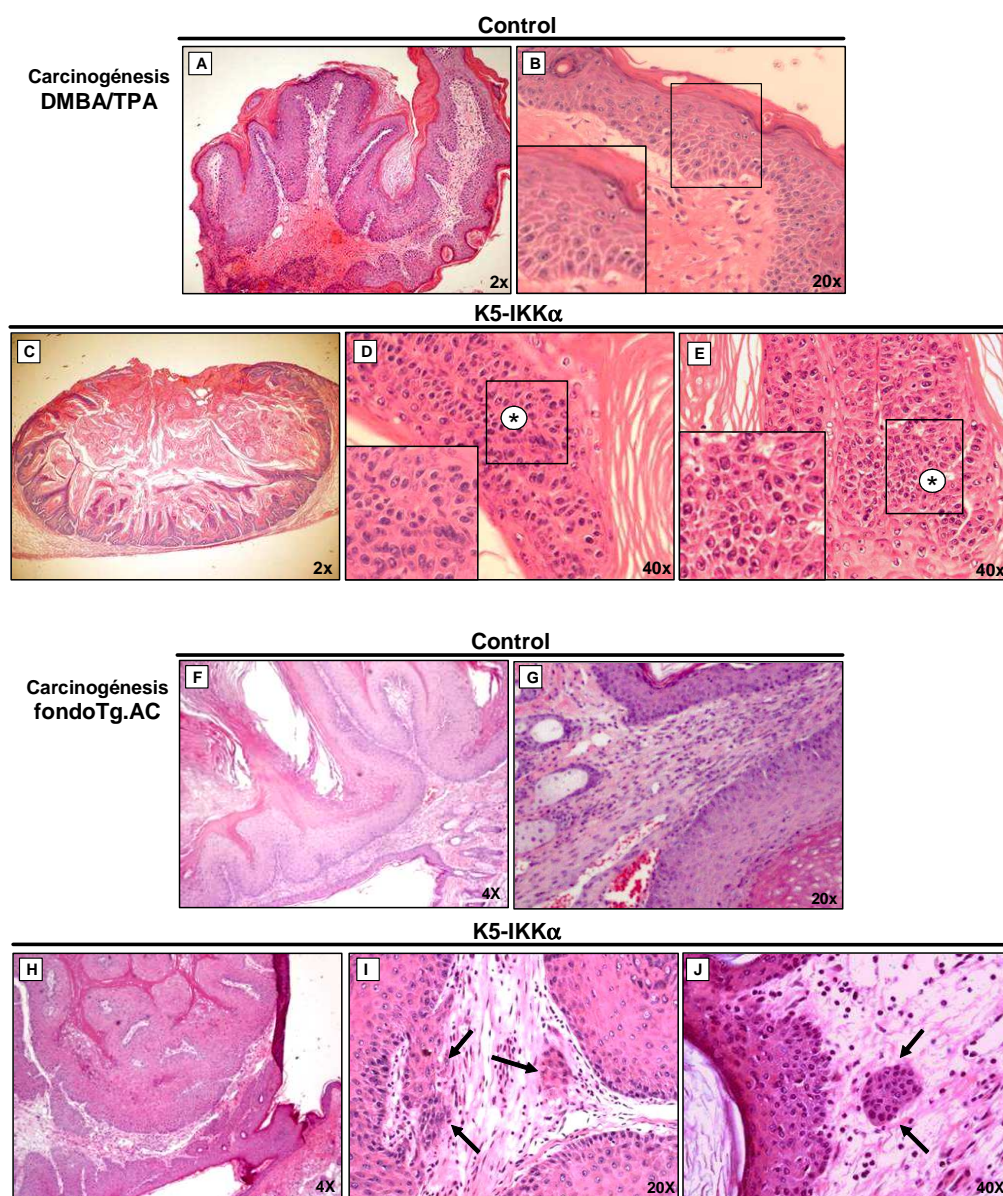 Control
Carcinogénesis
DMBA/TPA
A
2x
B
20x
K5-IKKα
C
2x
D
*
40x
E
*
40x
Control
Carcinogénesis
fondoTg.AC
F
4X
G
20x
K5-IKKα
H
4X
I
20X
J
40X